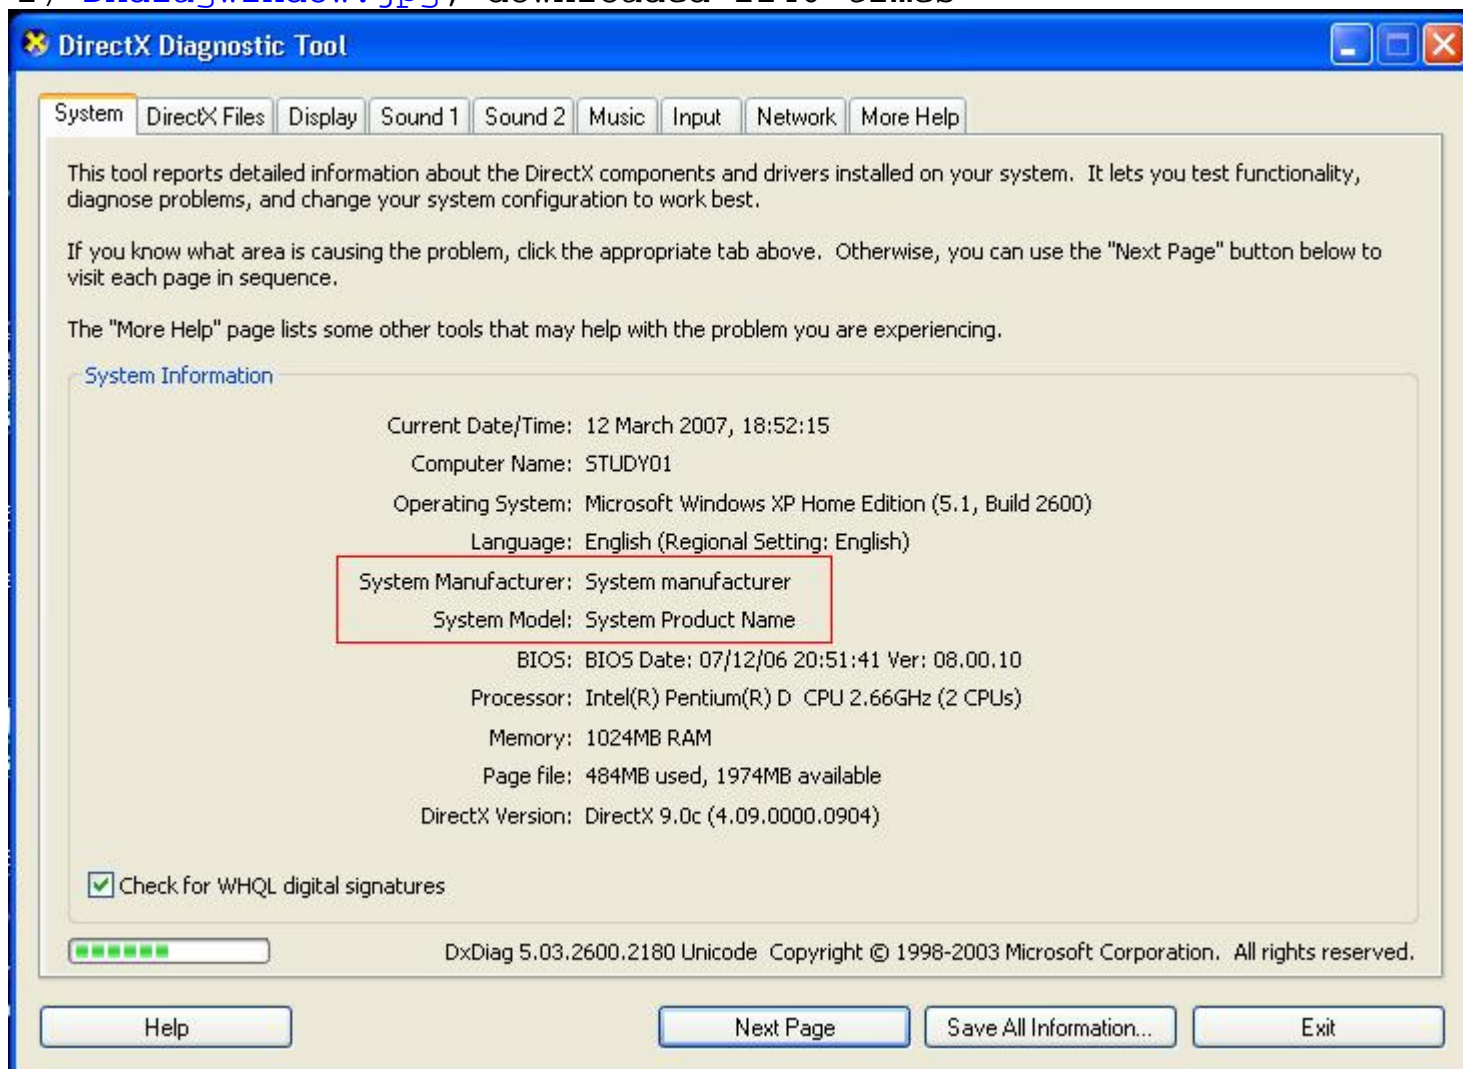 DirectX Diagnostic Tool
System DirectX Files Display Sound 1 Sound 2 Music Input Network More Help
This tool reports detailed information about the DirectX components and drivers installed on your system. It lets you test functionality,
diagnose problems, and change your system configuration to work best.
If you know what area is causing the problem, click the appropriate tab above. Otherwise, you can use the "Next Page" button below to
visit each page in sequence.
The "More Help" page lists some other tools that may help with the problem you are experiencing.
System Information
Current Date/Time: 12 March 2007, 18:52:15
Computer Name: STUDY01
Operating System: Microsoft Windows XP Home Edition (5.1, Build 2600)
Language: English (Regional Setting: English)
System Manufacturer: System manufacturer
System Model: System Product Name
BIOS: BIOS Date: 07/12/06 20:51:41 Ver: 08.00.10
Processor: Intel(R) Pentium(R) D CPU 2.66GHz (2 CPUs)
Memory: 1024MB RAM
Page file: 484MB used, 1974MB available
DirectX Version: DirectX 9.0c (4.09.0000.0904)
Check for WHQL digital signatures
DxDiag 5.03.2600.2180 Unicode Copyright © 1998-2003 Microsoft Corporation. All rights reserved.
Help Next Page Save All Information... Exit